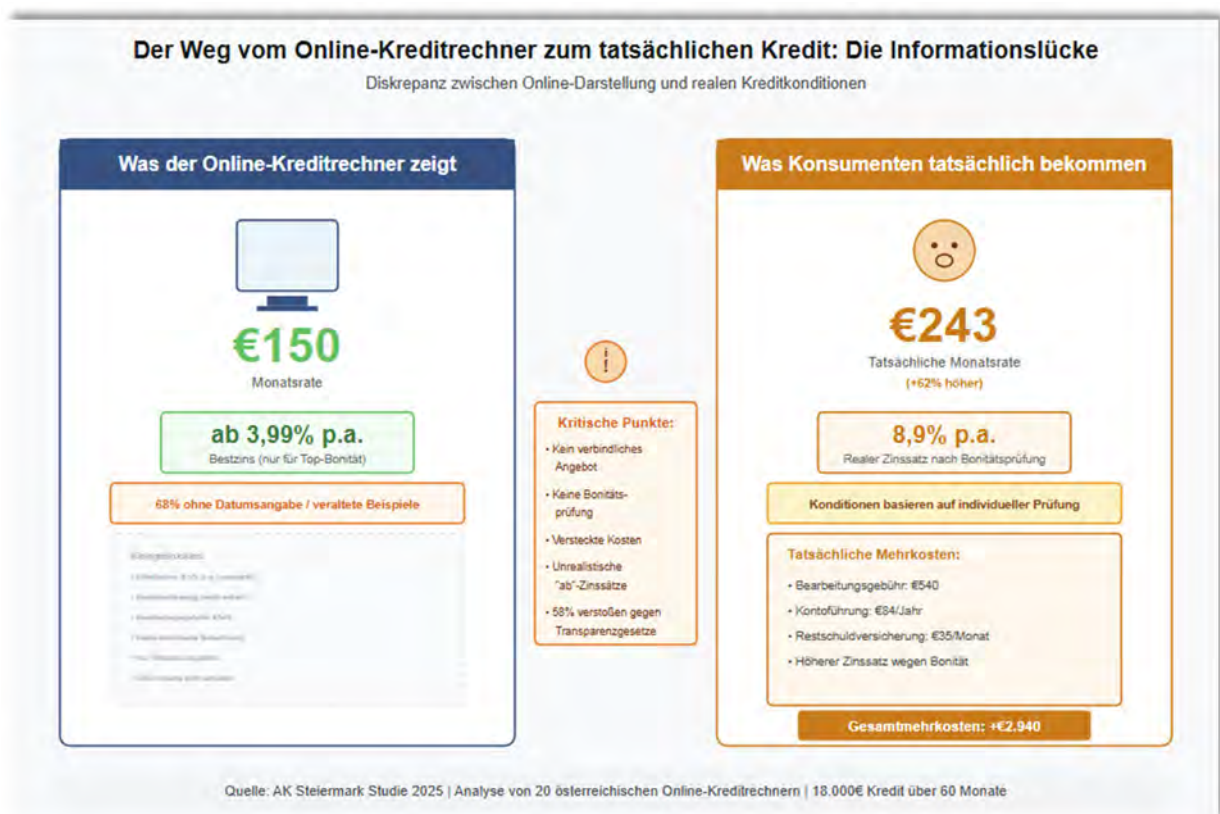 Der Weg vom Online-Kreditrechner zum tatsächlichen Kredit: Die Informationslücke
Diskrepanz zwischen Online-Darstellung und realen Kreditkonditionen
Was der Online-Kreditrechner zeigt
€150
Monatsrate
ab 3,99% p.a.
Bestzins (nur für Top-Bonität)
68% ohne Datumsangabe / veraltete Beispiele
!
Kritische Punkte:
• Kein verbindliches
Angebot
• Keine Bonitäts-
prüfung
• Versteckte Kosten
• Unrealistische
"ab"-Zinssätze
• 58% verstoßen gegen
Transparenzgesetze
Was Konsumenten tatsächlich bekommen
€243
Tatsächliche Monatsrate
(+62% höher)
8,9% p.a.
Realer Zinssatz nach Bonitätsprüfung
Konditionen basieren auf individueller Prüfung
Tatsächliche Mehrkosten:
• Bearbeitungsgebühr: €540
• Kontoführung: €84/Jahr
• Restschuldversicherung: €35/Monat
• Höherer Zinssatz wegen Bonität
Gesamtmehrkosten: +€2.940
Quelle: AK Steiermark Studie 2025 | Analyse von 20 österreichischen Online-Kreditrechnern | 18.000€ Kredit über 60 Monate